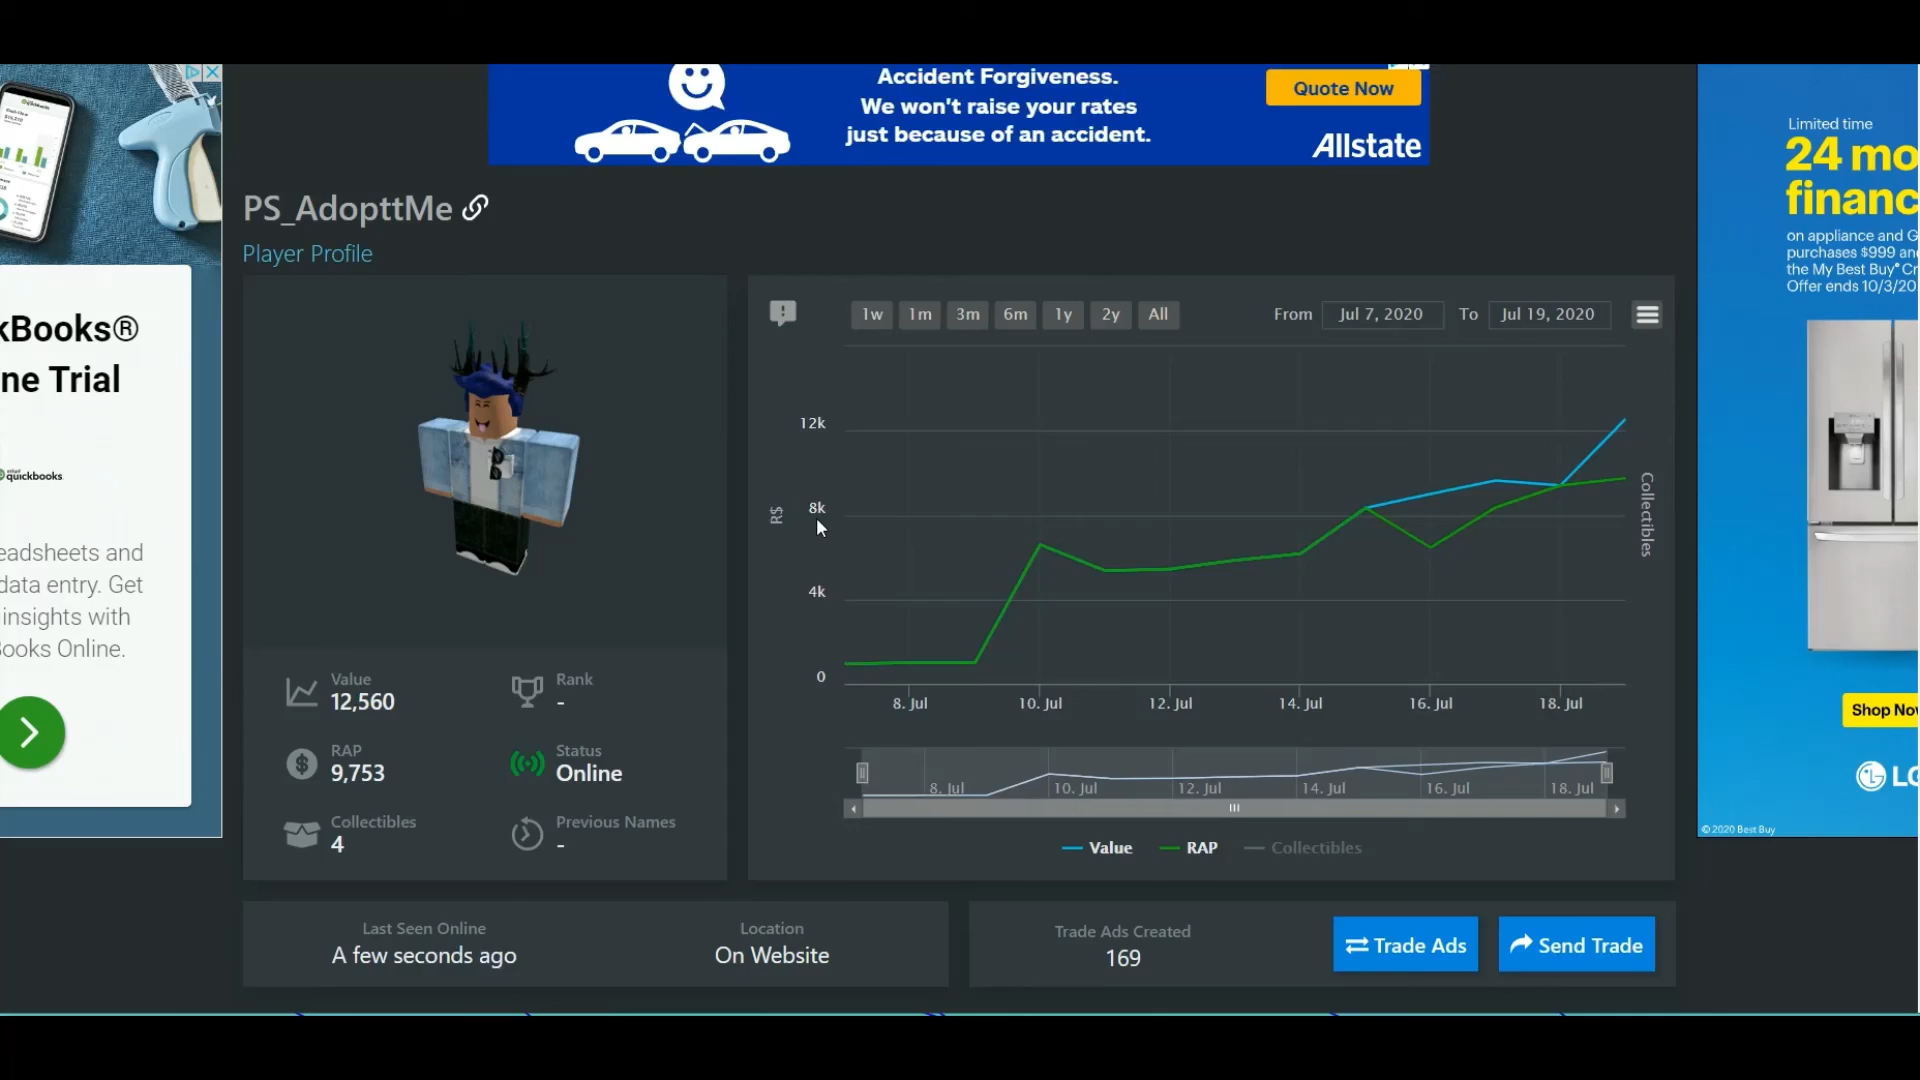 Accident Forgiveness.
We won't raise your rates
just because of an accident.
Quote Now
Allstate
kBooks®
ne Trial
quickbooks.
eadsheets and
data entry. Get
insights with
Books Online.
PS_AdopttMe
Player Profile
Value
12,560
Rank
-
RAP
9,753
Status
Online
Collectibles
4
Previous Names
-
1w 1m 3m 6m 1y 2y All
From Jul 7, 2020 To Jul 19, 2020
12k
8k
4k
0
R$
Collectibles
8. Jul 10. Jul 12. Jul 14. Jul 16. Jul 18. Jul
8. Jul 10. Jul 12. Jul 14. Jul 16. Jul 18. Jul
Value RAP Collectibles
Last Seen Online
A few seconds ago
Location
On Website
Trade Ads Created
169
Trade Ads
Send Trade
Limited time
24 mo
financ
on appliance and G
purchases $999 an
the My Best Buy® Cr
Offer ends 10/3/20
Shop Nov
LG
© 2020 Best Buy